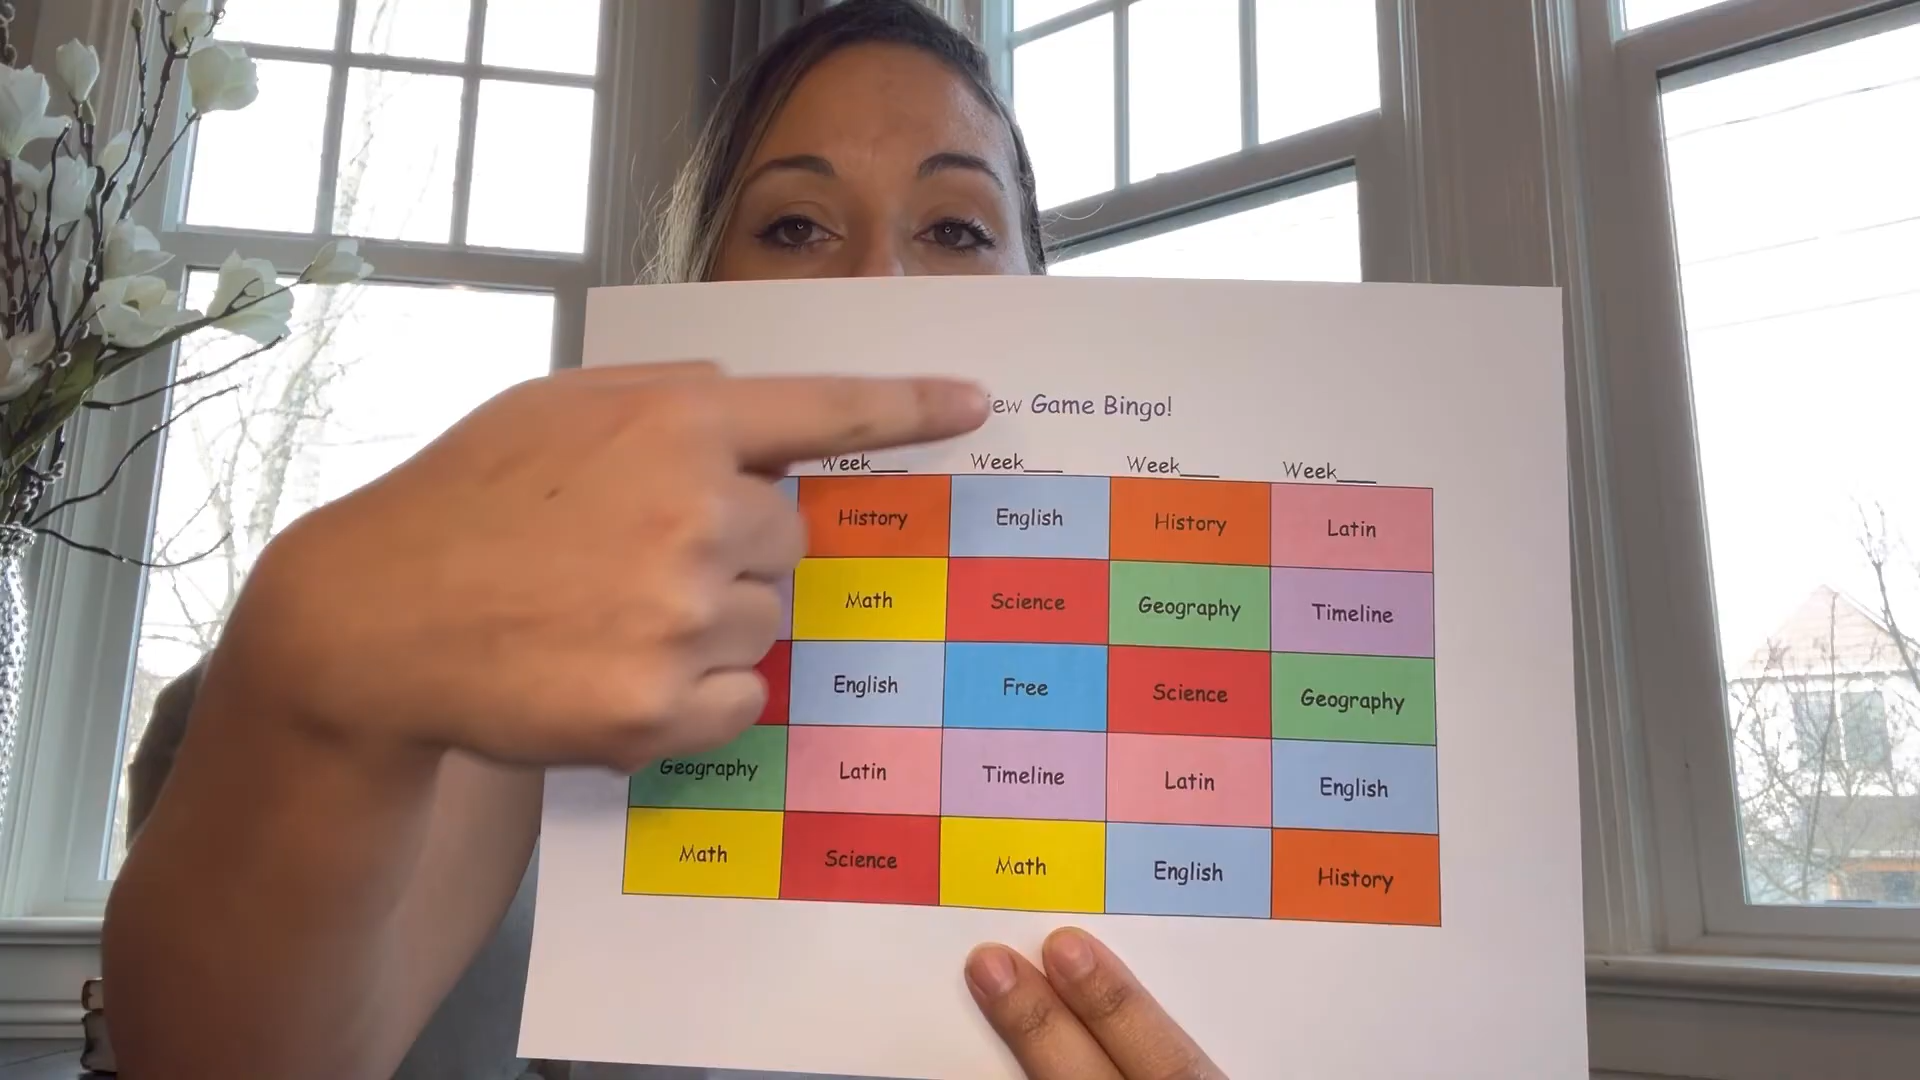 Game Bingo!
Week___ Week___ Week___ Week___
History English History Latin
Math Science Geography Timeline
English Free Science Geography
Geography Latin Timeline Latin English
Math Science Math English History